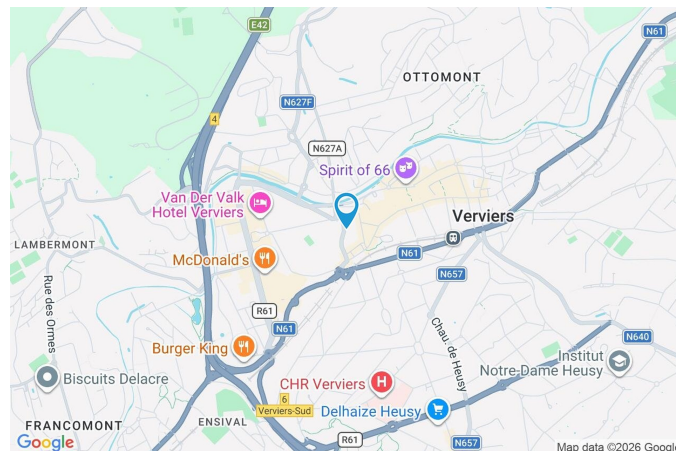 E42
N61
OTTOMONT
N627F
4
N627A
Spirit of 66
Van Der Valk
Hotel Verviers
Verviers
LAMBERMONT
McDonald's
N61
N657
Rue des Ormes
R61
N61
Chau. de Heusy
N640
Burger King
Institut
Notre-Dame Heusy
Biscuits Delacre
CHR Verviers
H
6
Verviers-Sud
Delhaize Heusy
FRANCOMONT
ENSIVAL
R61
N657
Google
Map data ©2026 Google